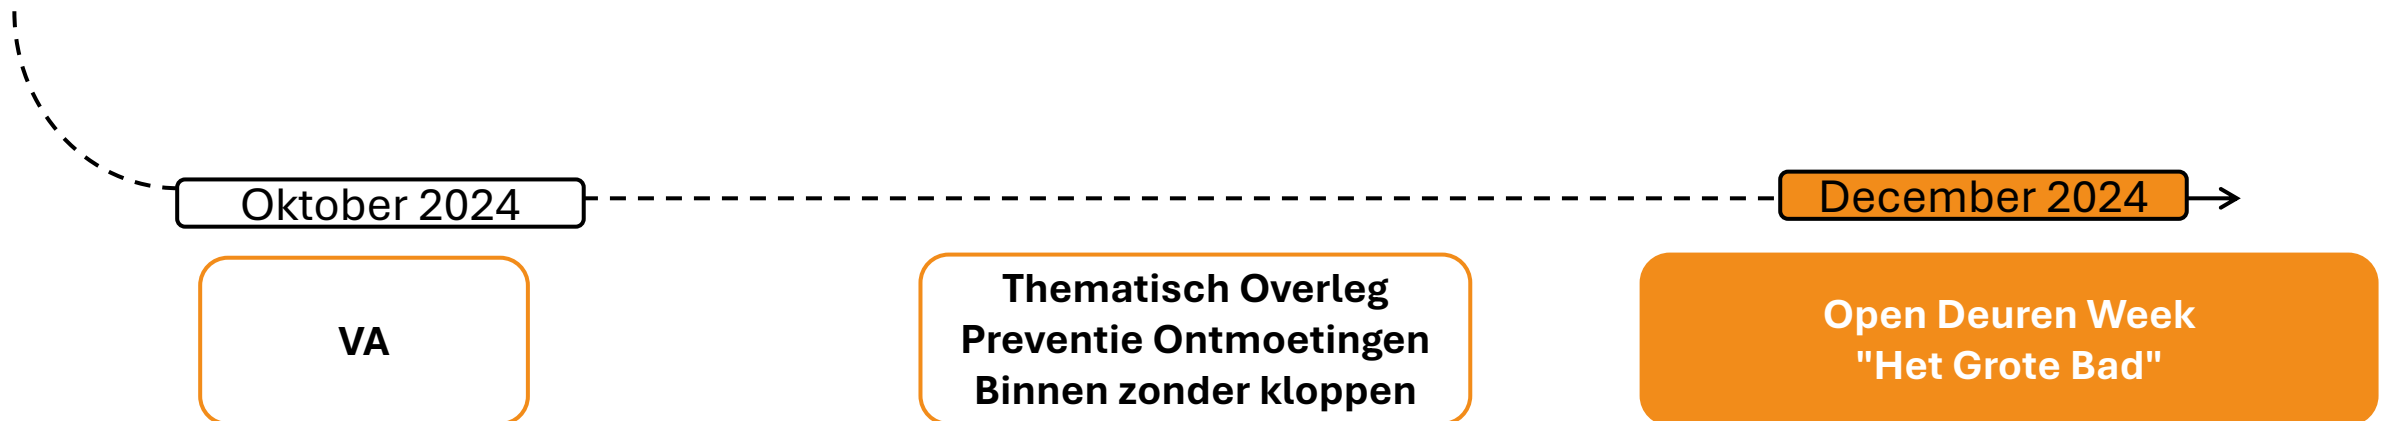 Oktober 2024
December 2024
VA
Thematisch Overleg
Preventie Ontmoetingen
Binnen zonder kloppen
Open Deuren Week
"Het Grote Bad"